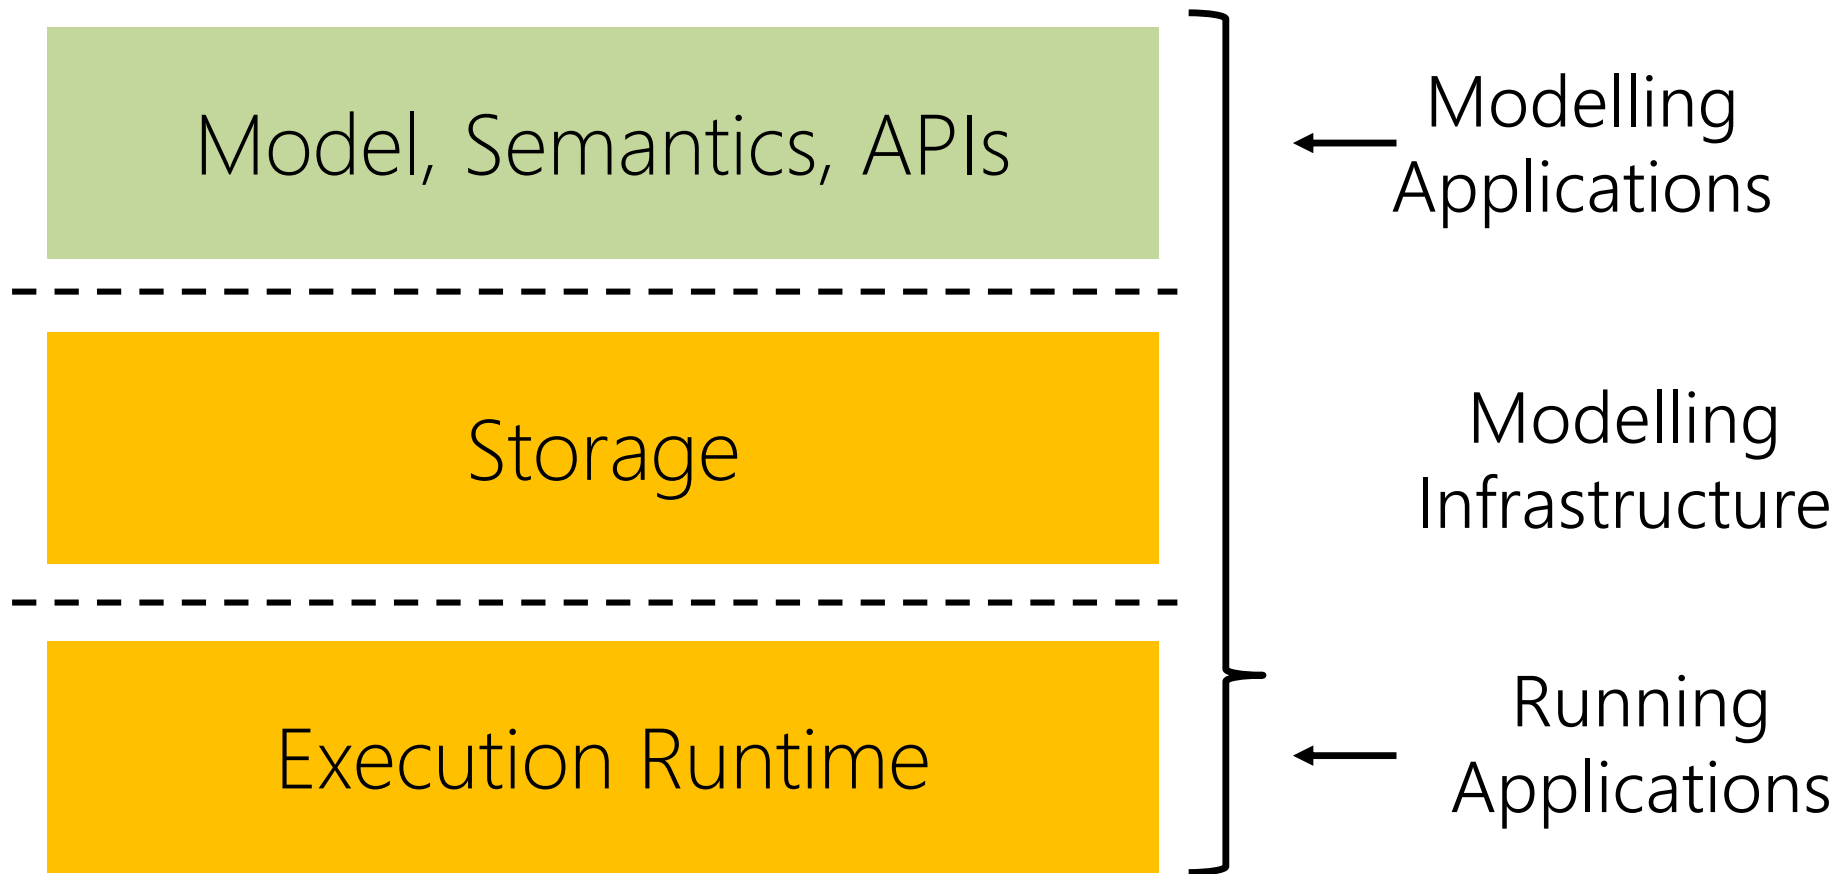 Model, Semantics, APIs
Modelling
Applications
Storage
Modelling
Infrastructure
Execution Runtime
Running
Applications